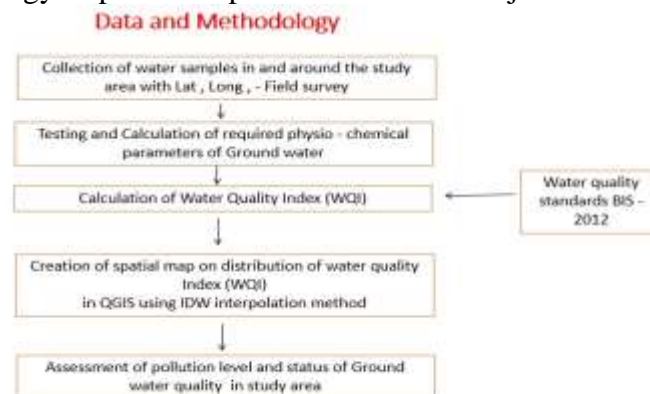 Data and Methodology
Collection of water samples in and around the study
area with Lat , Long , - Field survey
Testing and Calculation of required physio - chemical
parameters of Ground water
Calculation of Water Quality Index (WQI)
Water quality
standards BIS -
2012
Creation of spatial map on distribution of water quality
Index (WQI)
in QGIS using IDW interpolation method
Assessment of pollution level and status of Ground
water quality in study area